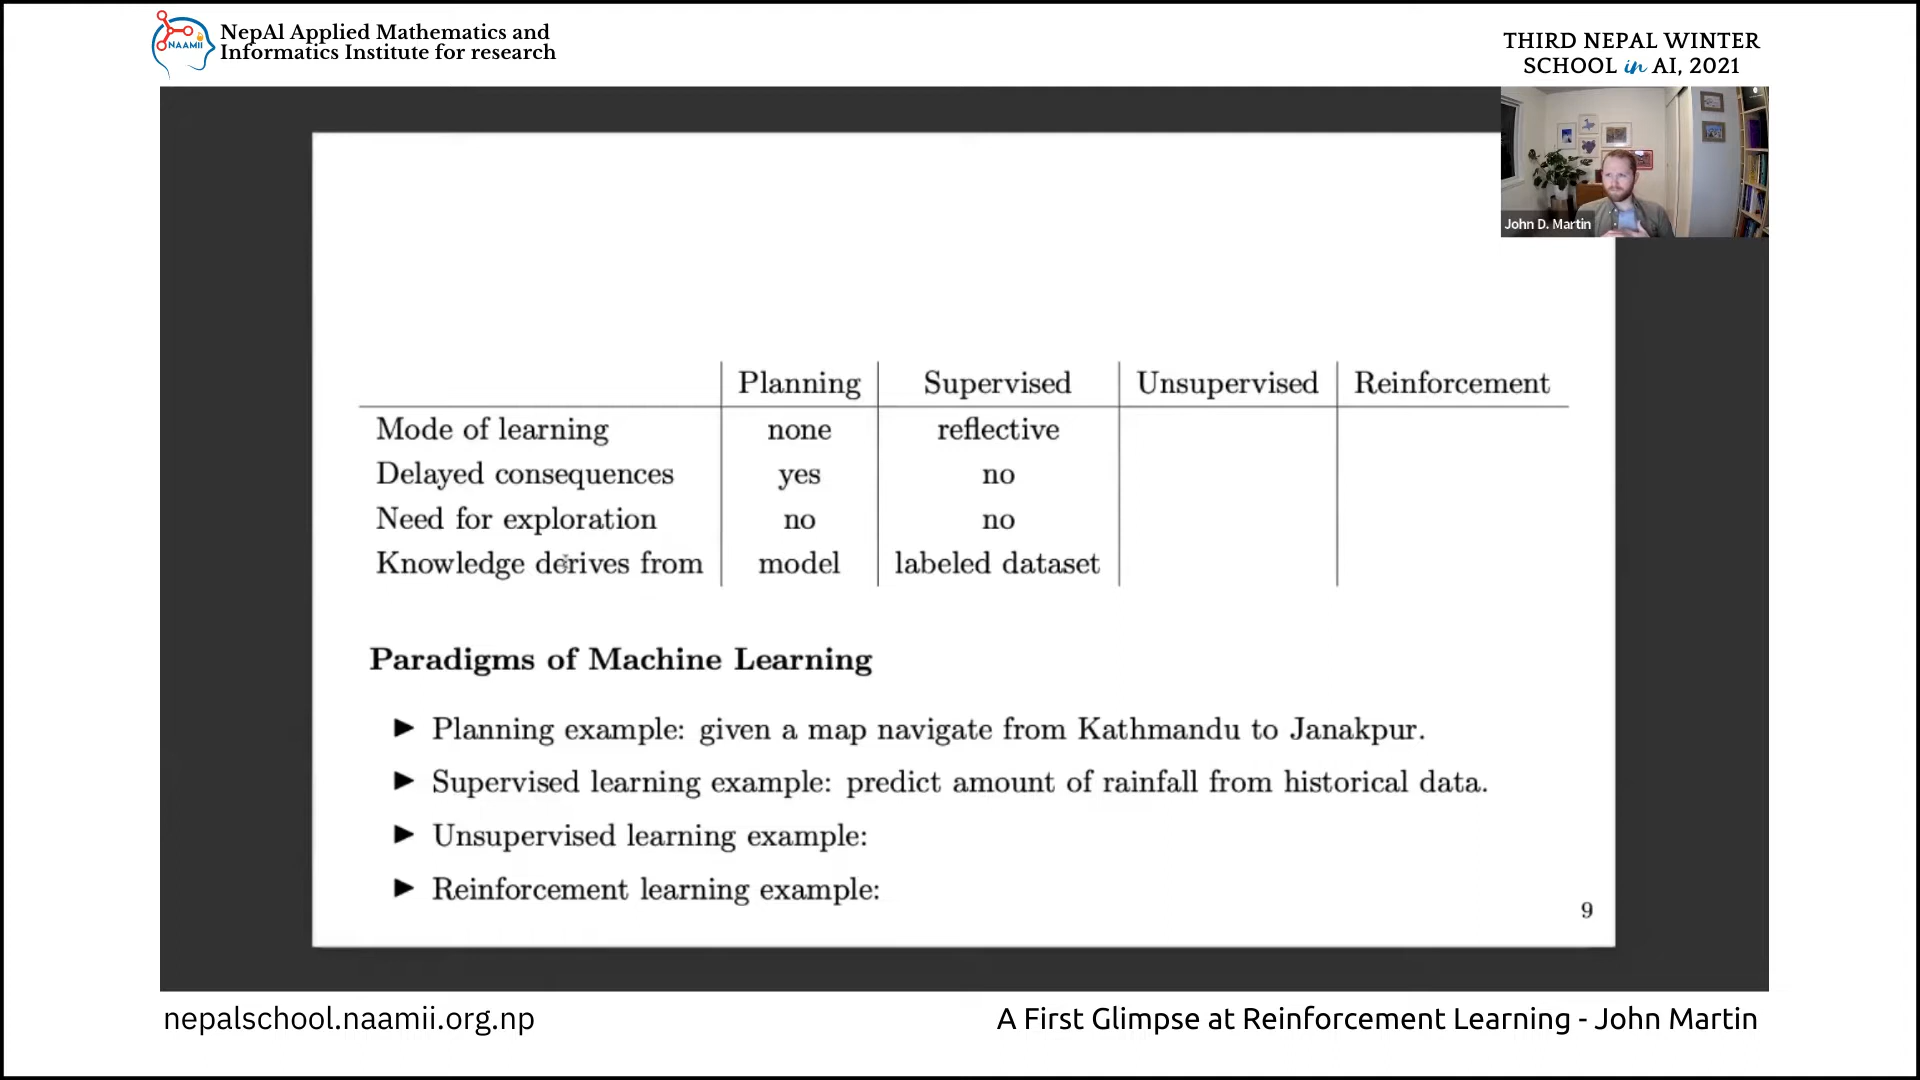 NepAl Applied Mathematics and
Informatics Institute for research
NAAMII
THIRD NEPAL WINTER
SCHOOL in AI, 2021
John D. Martin
Planning Supervised Unsupervised Reinforcement
Mode of learning none reflective
Delayed consequences yes no
Need for exploration no no
Knowledge derives from model labeled dataset
Paradigms of Machine Learning
▶ Planning example: given a map navigate from Kathmandu to Janakpur.
▶ Supervised learning example: predict amount of rainfall from historical data.
▶ Unsupervised learning example:
▶ Reinforcement learning example:
9
nepalschool.naamii.org.np
A First Glimpse at Reinforcement Learning - John Martin